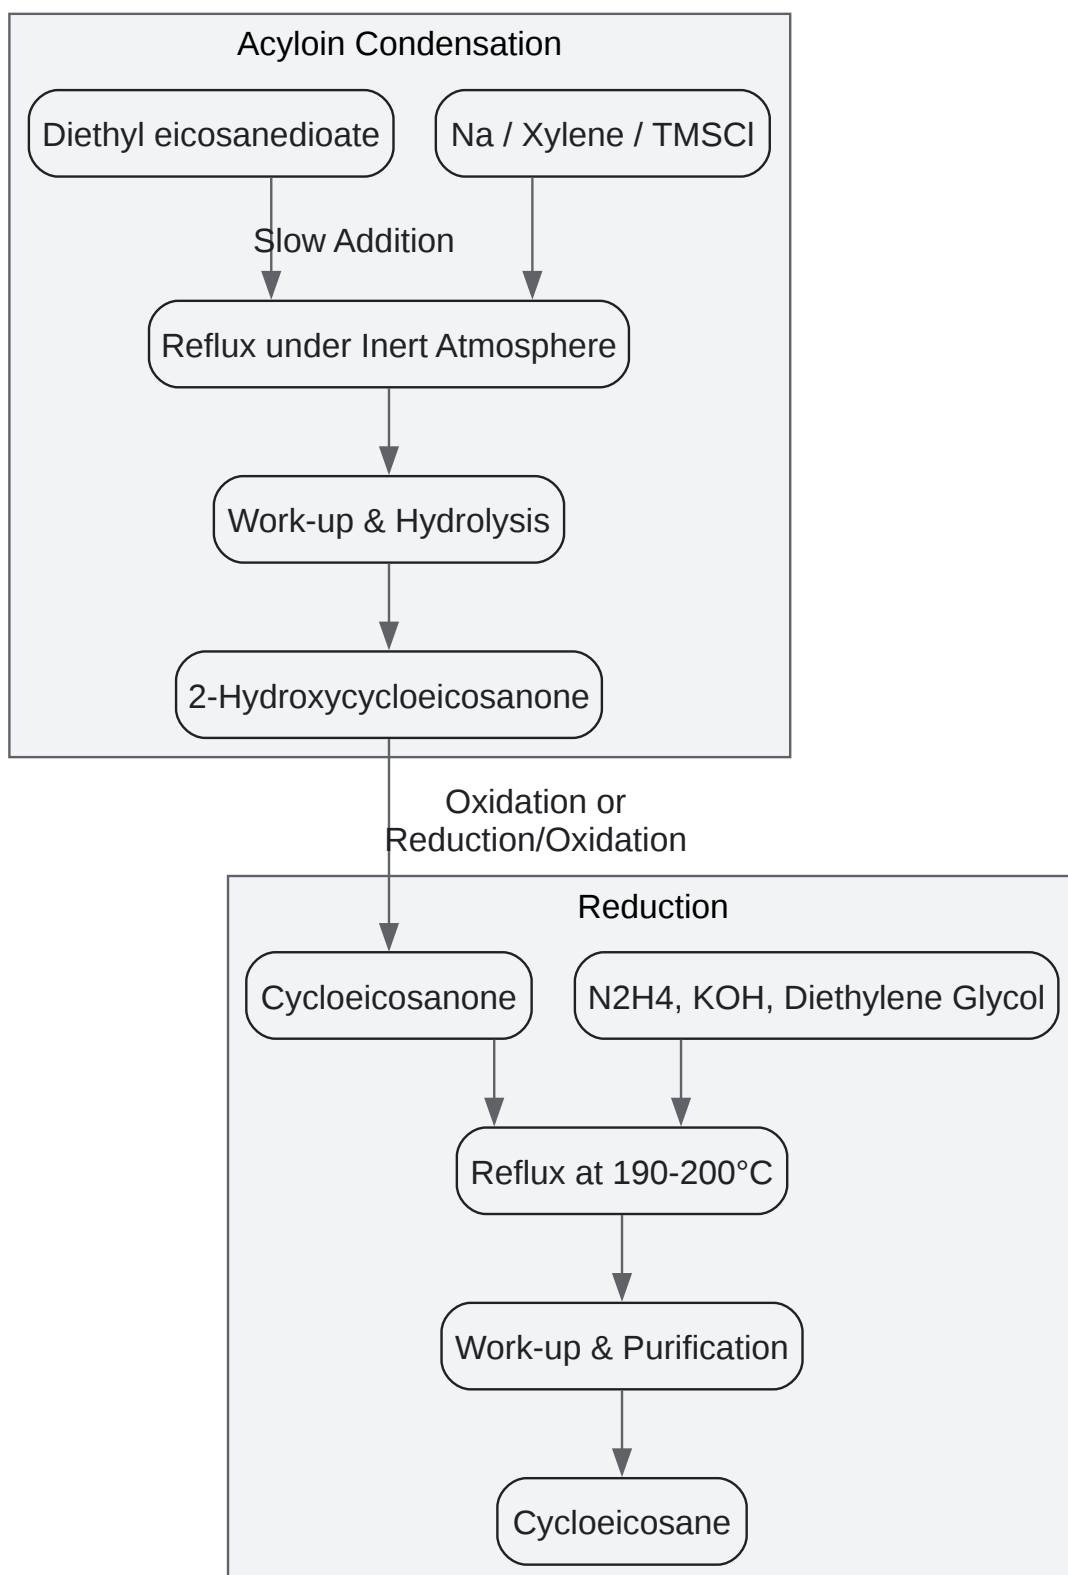 Acyloin Condensation
Diethyl eicosanedioate
Na / Xylene / TMSCl
Slow Addition
Reflux under Inert Atmosphere
Work-up & Hydrolysis
2-Hydroxycycloeicosanone
Oxidation or
Reduction/Oxidation
Reduction
Cycloeicosanone
N2H4, KOH, Diethylene Glycol
Reflux at 190-200°C
Work-up & Purification
Cycloeicosane